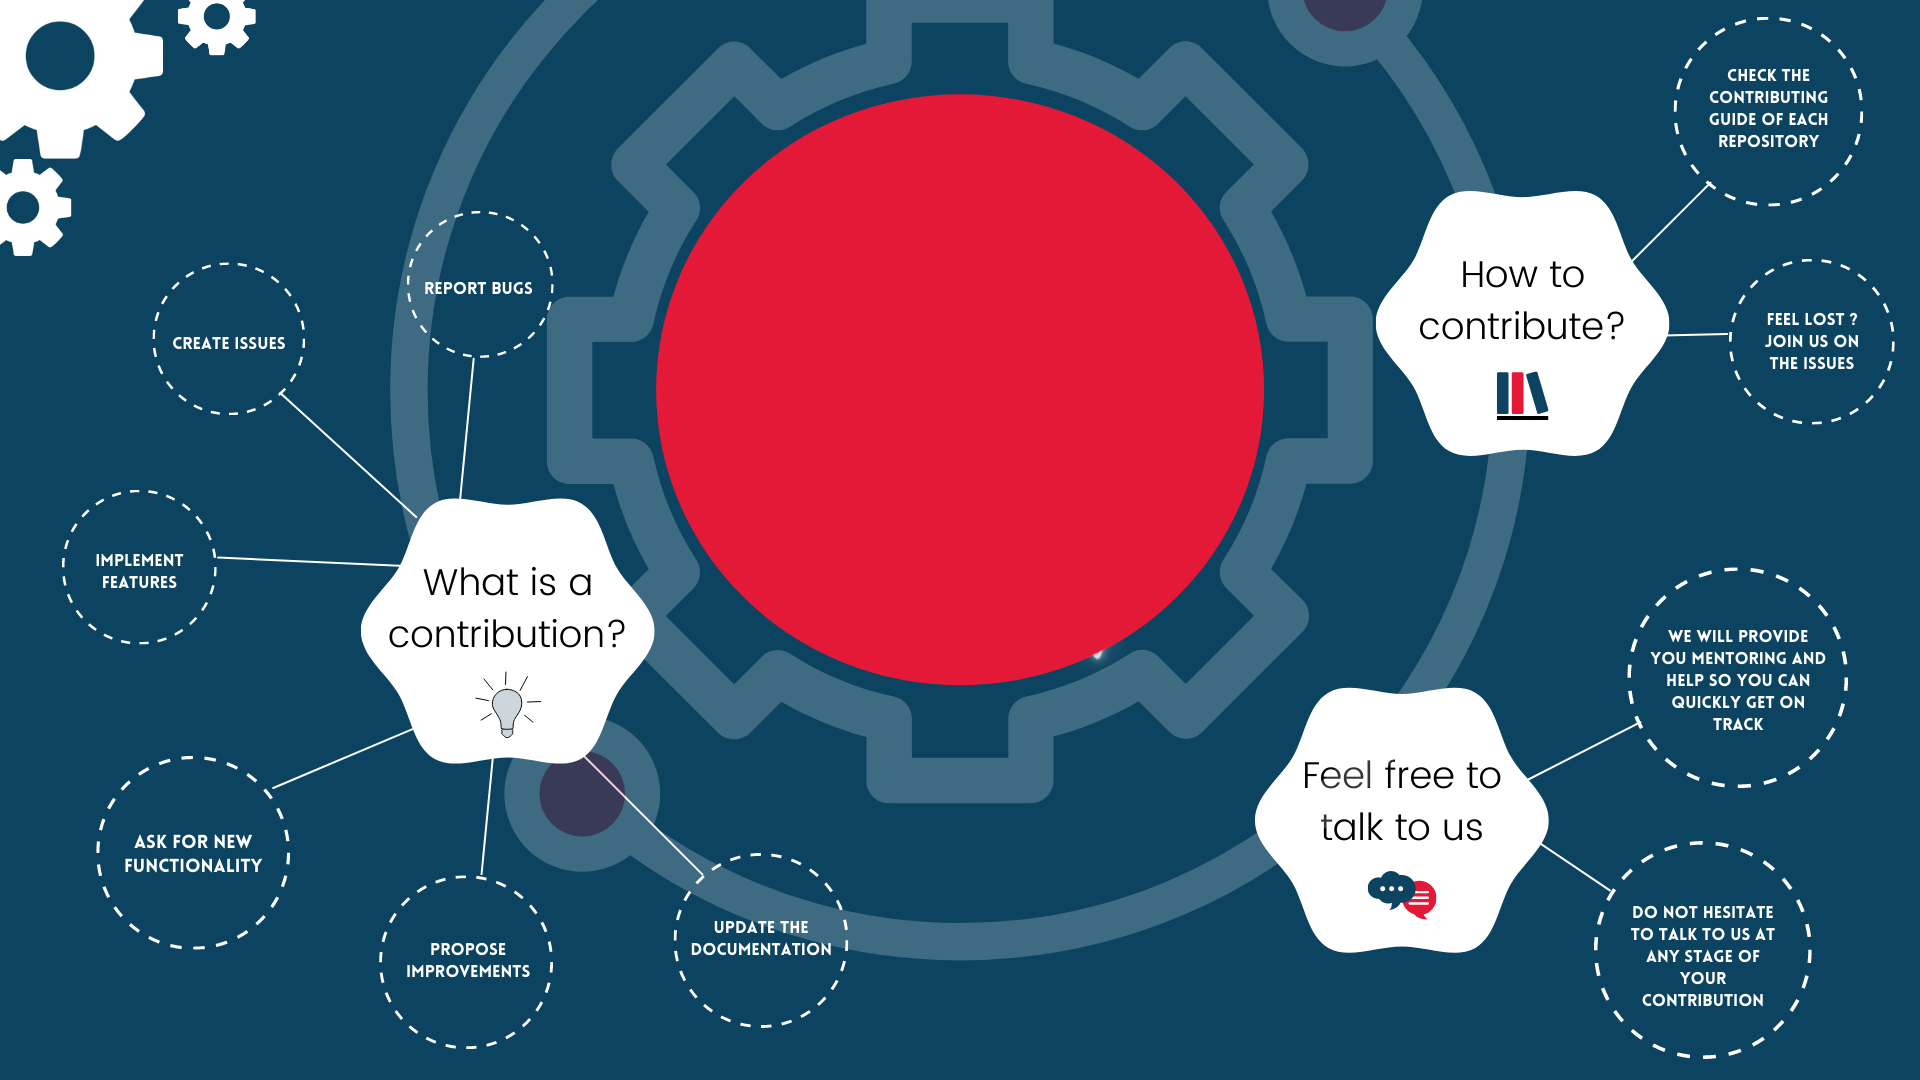 What is a
contribution?
REPORT BUGS
CREATE ISSUES
IMPLEMENT
FEATURES
ASK FOR NEW
FUNCTIONALITY
PROPOSE
IMPROVEMENTS
UPDATE THE
DOCUMENTATION
How to
contribute?
CHECK THE
CONTRIBUTING
GUIDE OF EACH
REPOSITORY
FEEL LOST ?
JOIN US ON
THE ISSUES
Feel free to
talk to us
WE WILL PROVIDE
YOU MENTORING AND
HELP SO YOU CAN
QUICKLY GET ON
TRACK
DO NOT HESITATE
TO TALK TO US AT
ANY STAGE OF
YOUR
CONTRIBUTION